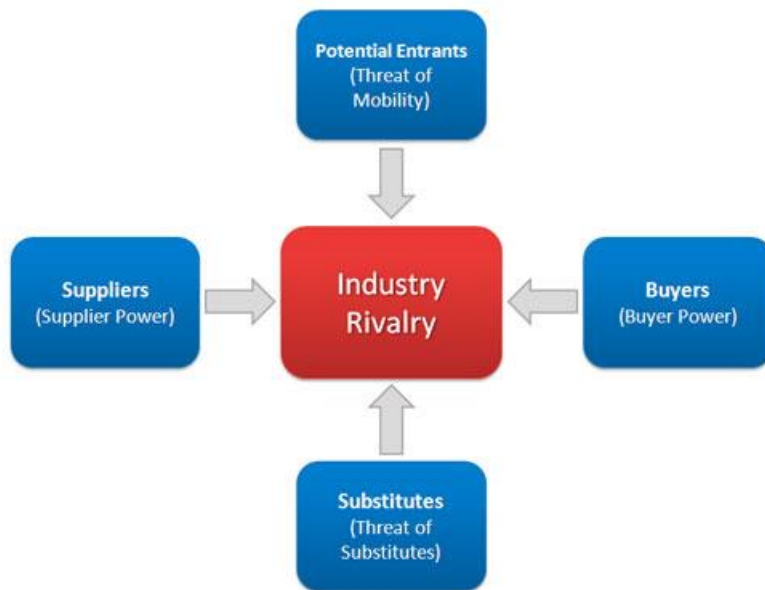 Potential Entrants
(Threat of
Mobility)
Suppliers
(Supplier Power)
Industry
Rivalry
Buyers
(Buyer Power)
Substitutes
(Threat of
Substitutes)